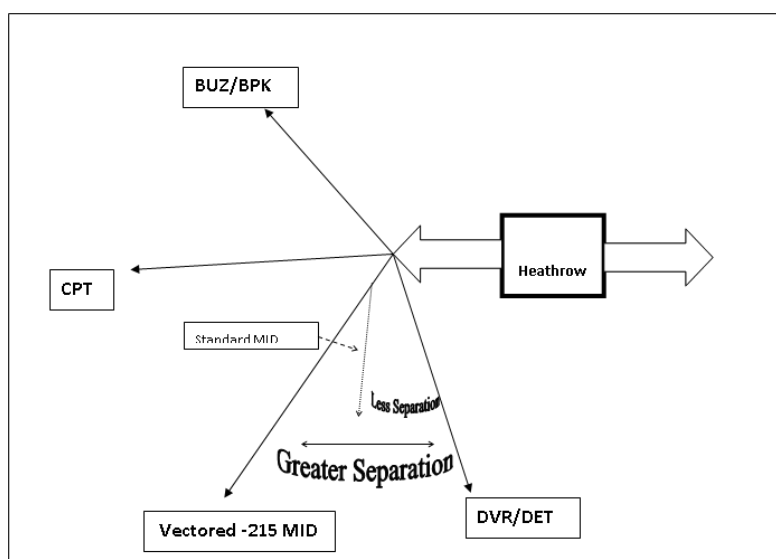 BUZ/BPK
Heathrow
CPT
Standard MID
Less Separation
Greater Separation
Vectored -215 MID
DVR/DET